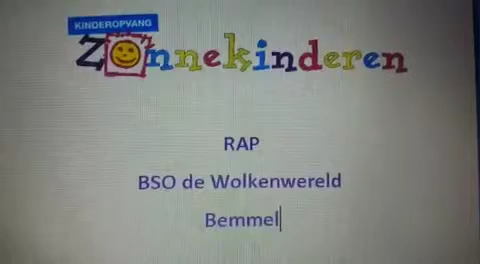 KINDEROPVANG
Zonnekinderen
RAP
BSO de Wolkenwereld
Bemmel